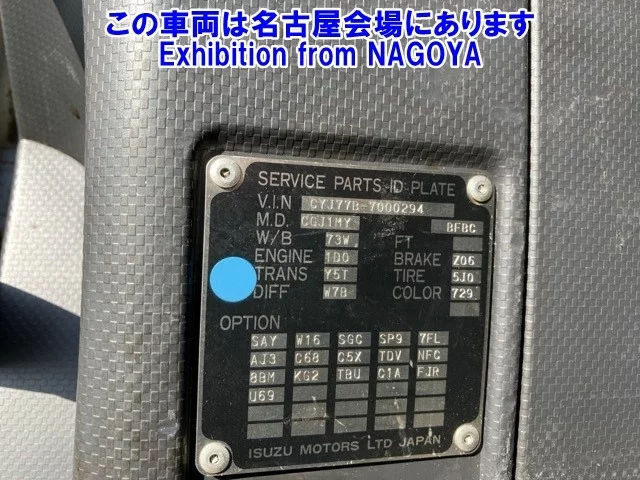 この車両は名古屋会場にあります
Exhibition from NAGOYA
SERVICE PARTS ID PLATE
V.I.N CYJ77B-7000294
M.D. CGJ1MY 8FBC
W/B 73W FT
ENGINE 1D0 BRAKE Z06
TRANS Y5T TIRE 5J0
DIFF W7B COLOR 729
OPTION
SAY W16 SGC SP9 7FL
AJ3 C68 C5X TDV NFC
8BM KG2 TBU C1A FJR
U69
ISUZU MOTORS LTD JAPAN